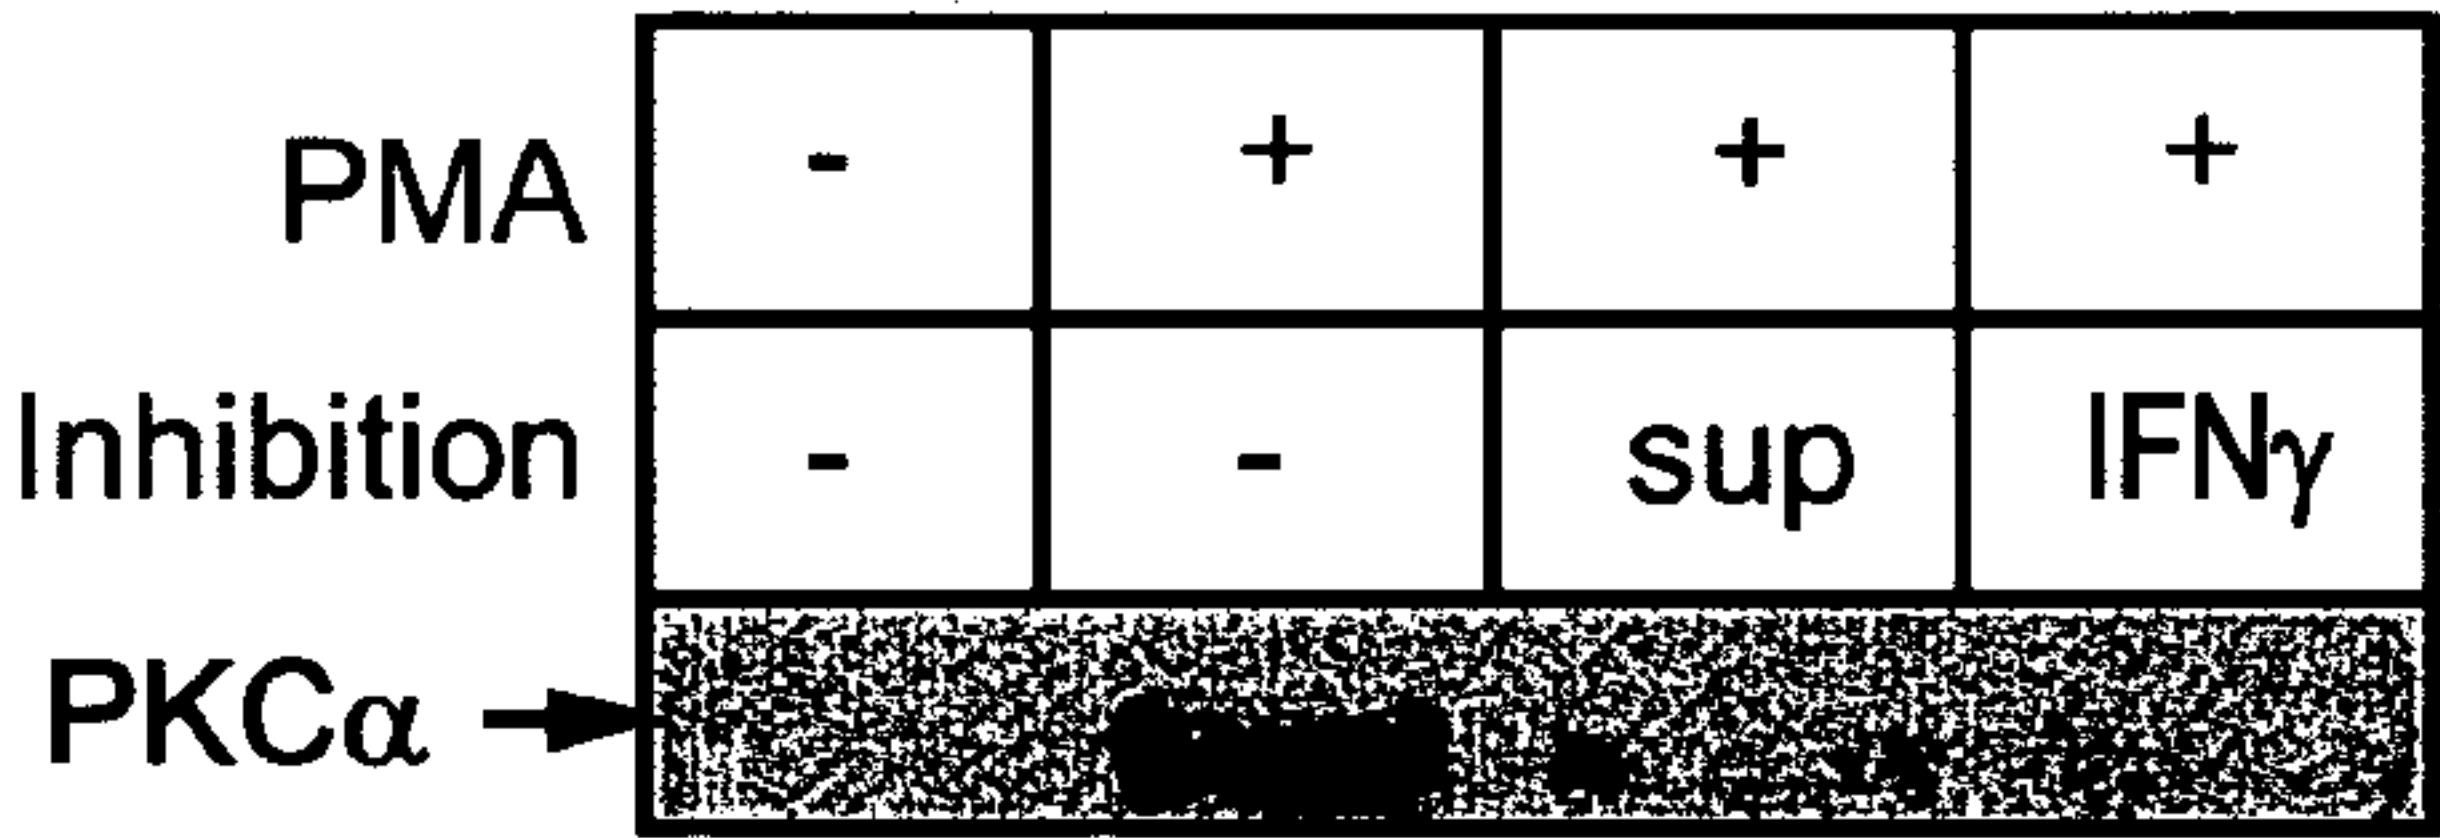 PMA - + + +
Inhibition - - sup IFNγ
PKCα